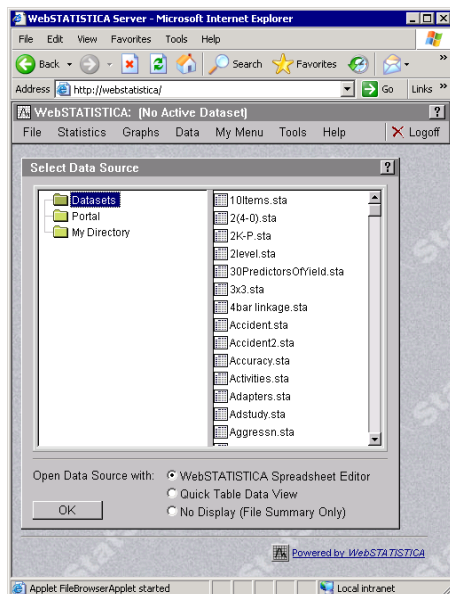 WebSTATISTICA Server - Microsoft Internet Explorer
File Edit View Favorites Tools Help
Back Search Favorites »
Address http://webstatistica/ Go Links »
WebSTATISTICA: (No Active Dataset) ?
File Statistics Graphs Data My Menu Tools Help Logoff
Select Data Source ?
Datasets
Portal
My Directory
10Items.sta
2(4-0).sta
2K-P.sta
2level.sta
30PredictorsOfYield.sta
3x3.sta
4bar linkage.sta
Accident.sta
Accident2.sta
Accuracy.sta
Activities.sta
Adapters.sta
Adstudy.sta
Aggressn.sta
Open Data Source with: WebSTATISTICA Spreadsheet Editor
Quick Table Data View
No Display (File Summary Only)
OK
Powered by WebSTATISTICA
Applet FileBrowserApplet started Local intranet